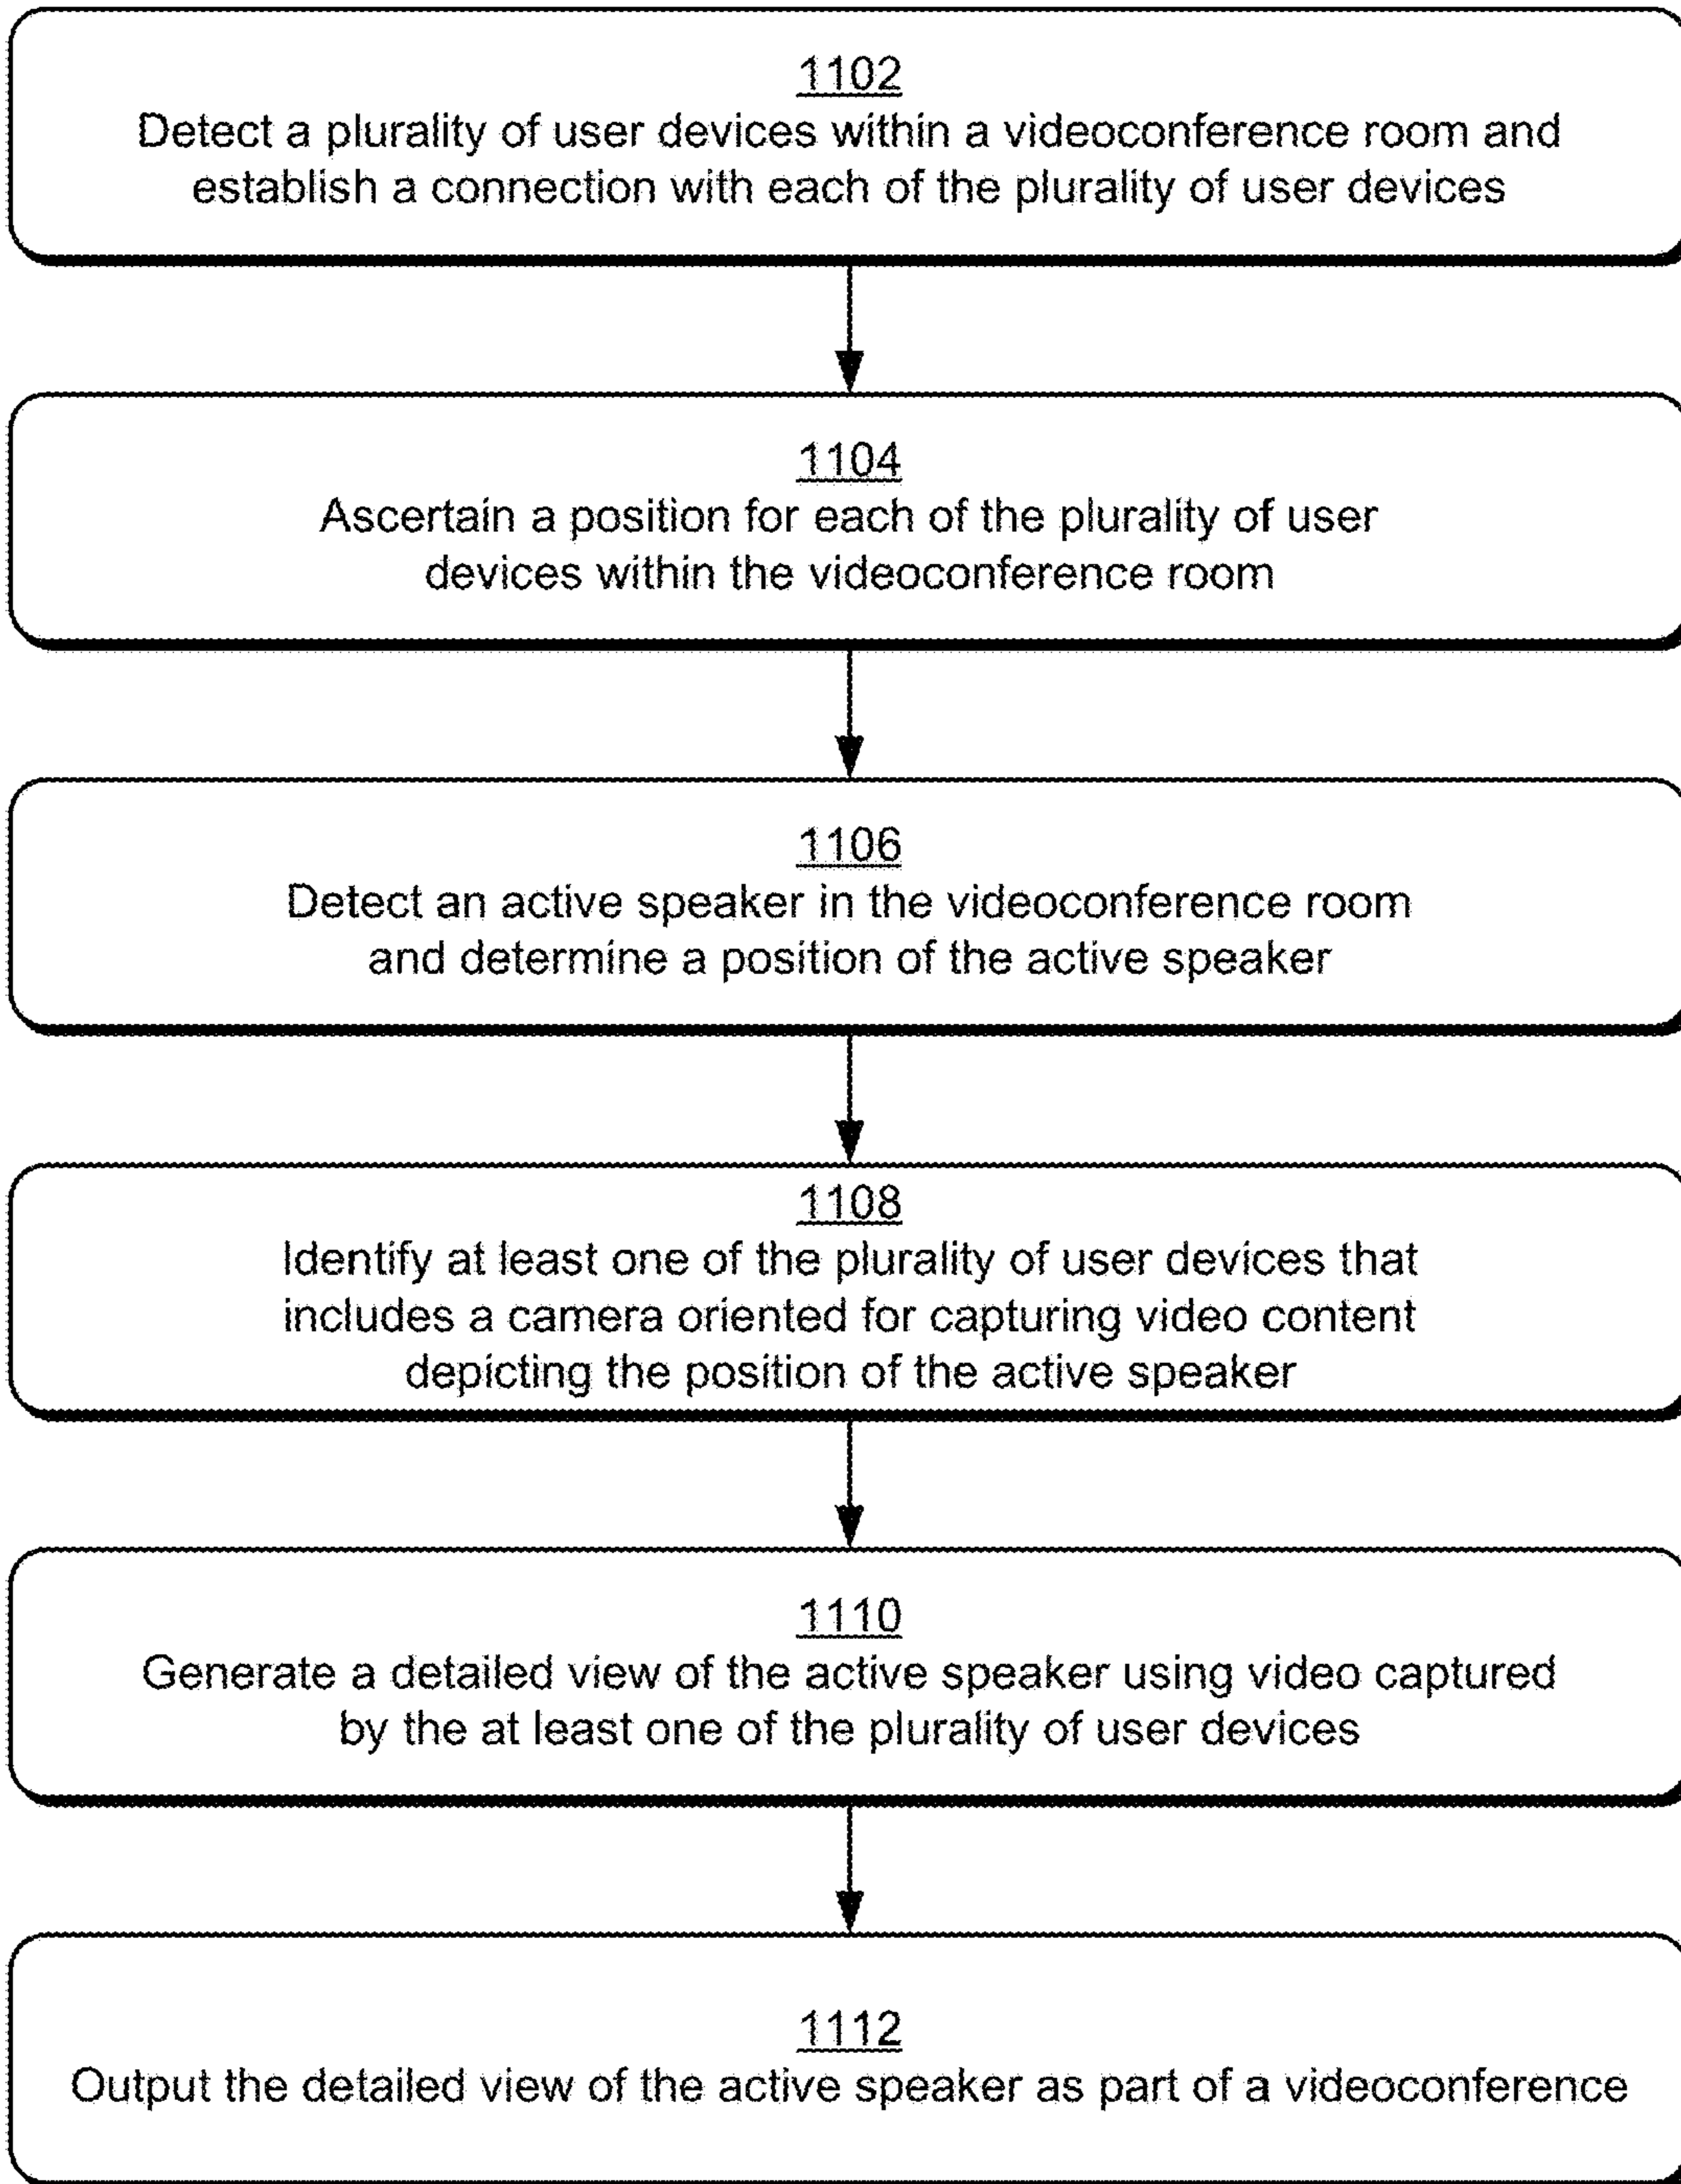 1102
Detect a plurality of user devices within a videoconference room and
establish a connection with each of the plurality of user devices
1104
Ascertain a position for each of the plurality of user
devices within the videoconference room
1106
Detect an active speaker in the videoconference room
and determine a position of the active speaker
1108
Identify at least one of the plurality of user devices that
includes a camera oriented for capturing video content
depicting the position of the active speaker
1110
Generate a detailed view of the active speaker using video captured
by the at least one of the plurality of user devices
1112
Output the detailed view of the active speaker as part of a videoconference